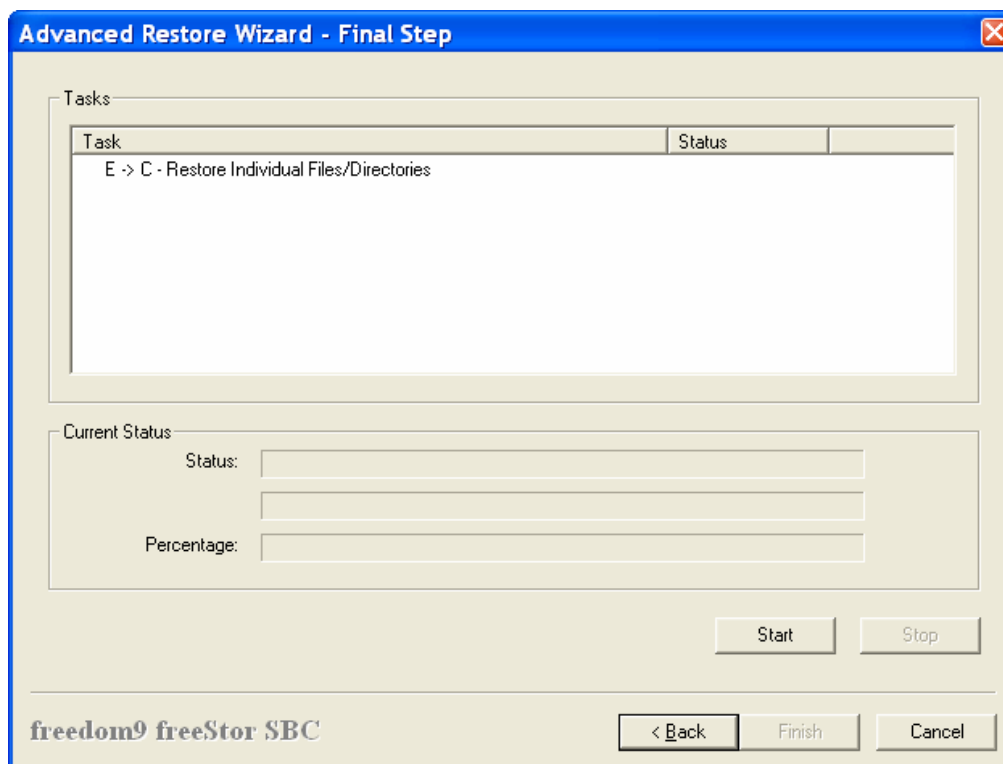 Advanced Restore Wizard - Final Step
Tasks
Task Status
E -> C - Restore Individual Files/Directories
Current Status
Status:
Percentage:
Start Stop
freedom9 freeStor SBC < Back Finish Cancel